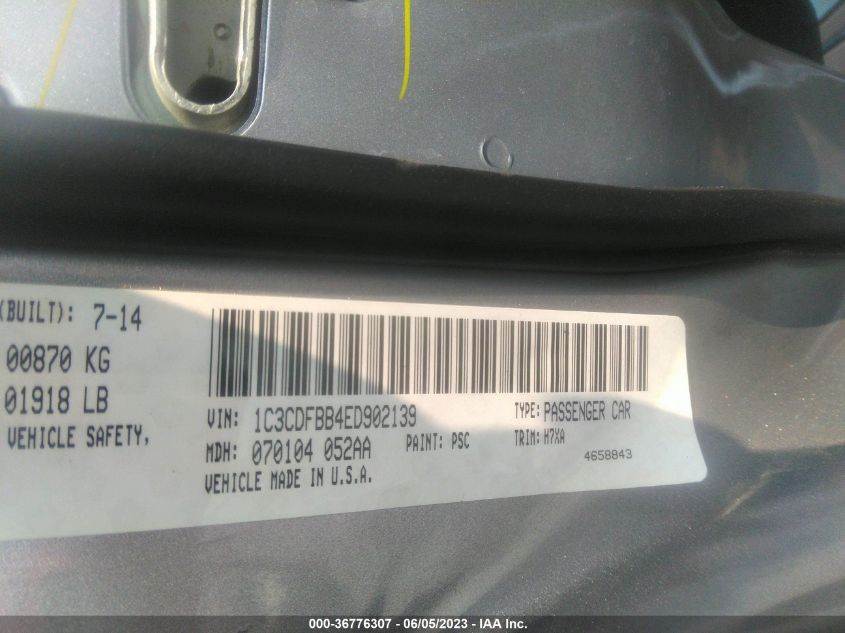 (BUILT): 7-14
00870 KG
01918 LB
VEHICLE SAFETY,
VIN: 1C3CDFBB4ED902139 TYPE: PASSENGER CAR
MDH: 070104 052AA PAINT: PSC TRIM: H7XA
VEHICLE MADE IN U.S.A. 4658843
000-36776307 - 06/05/2023 - IAA Inc.